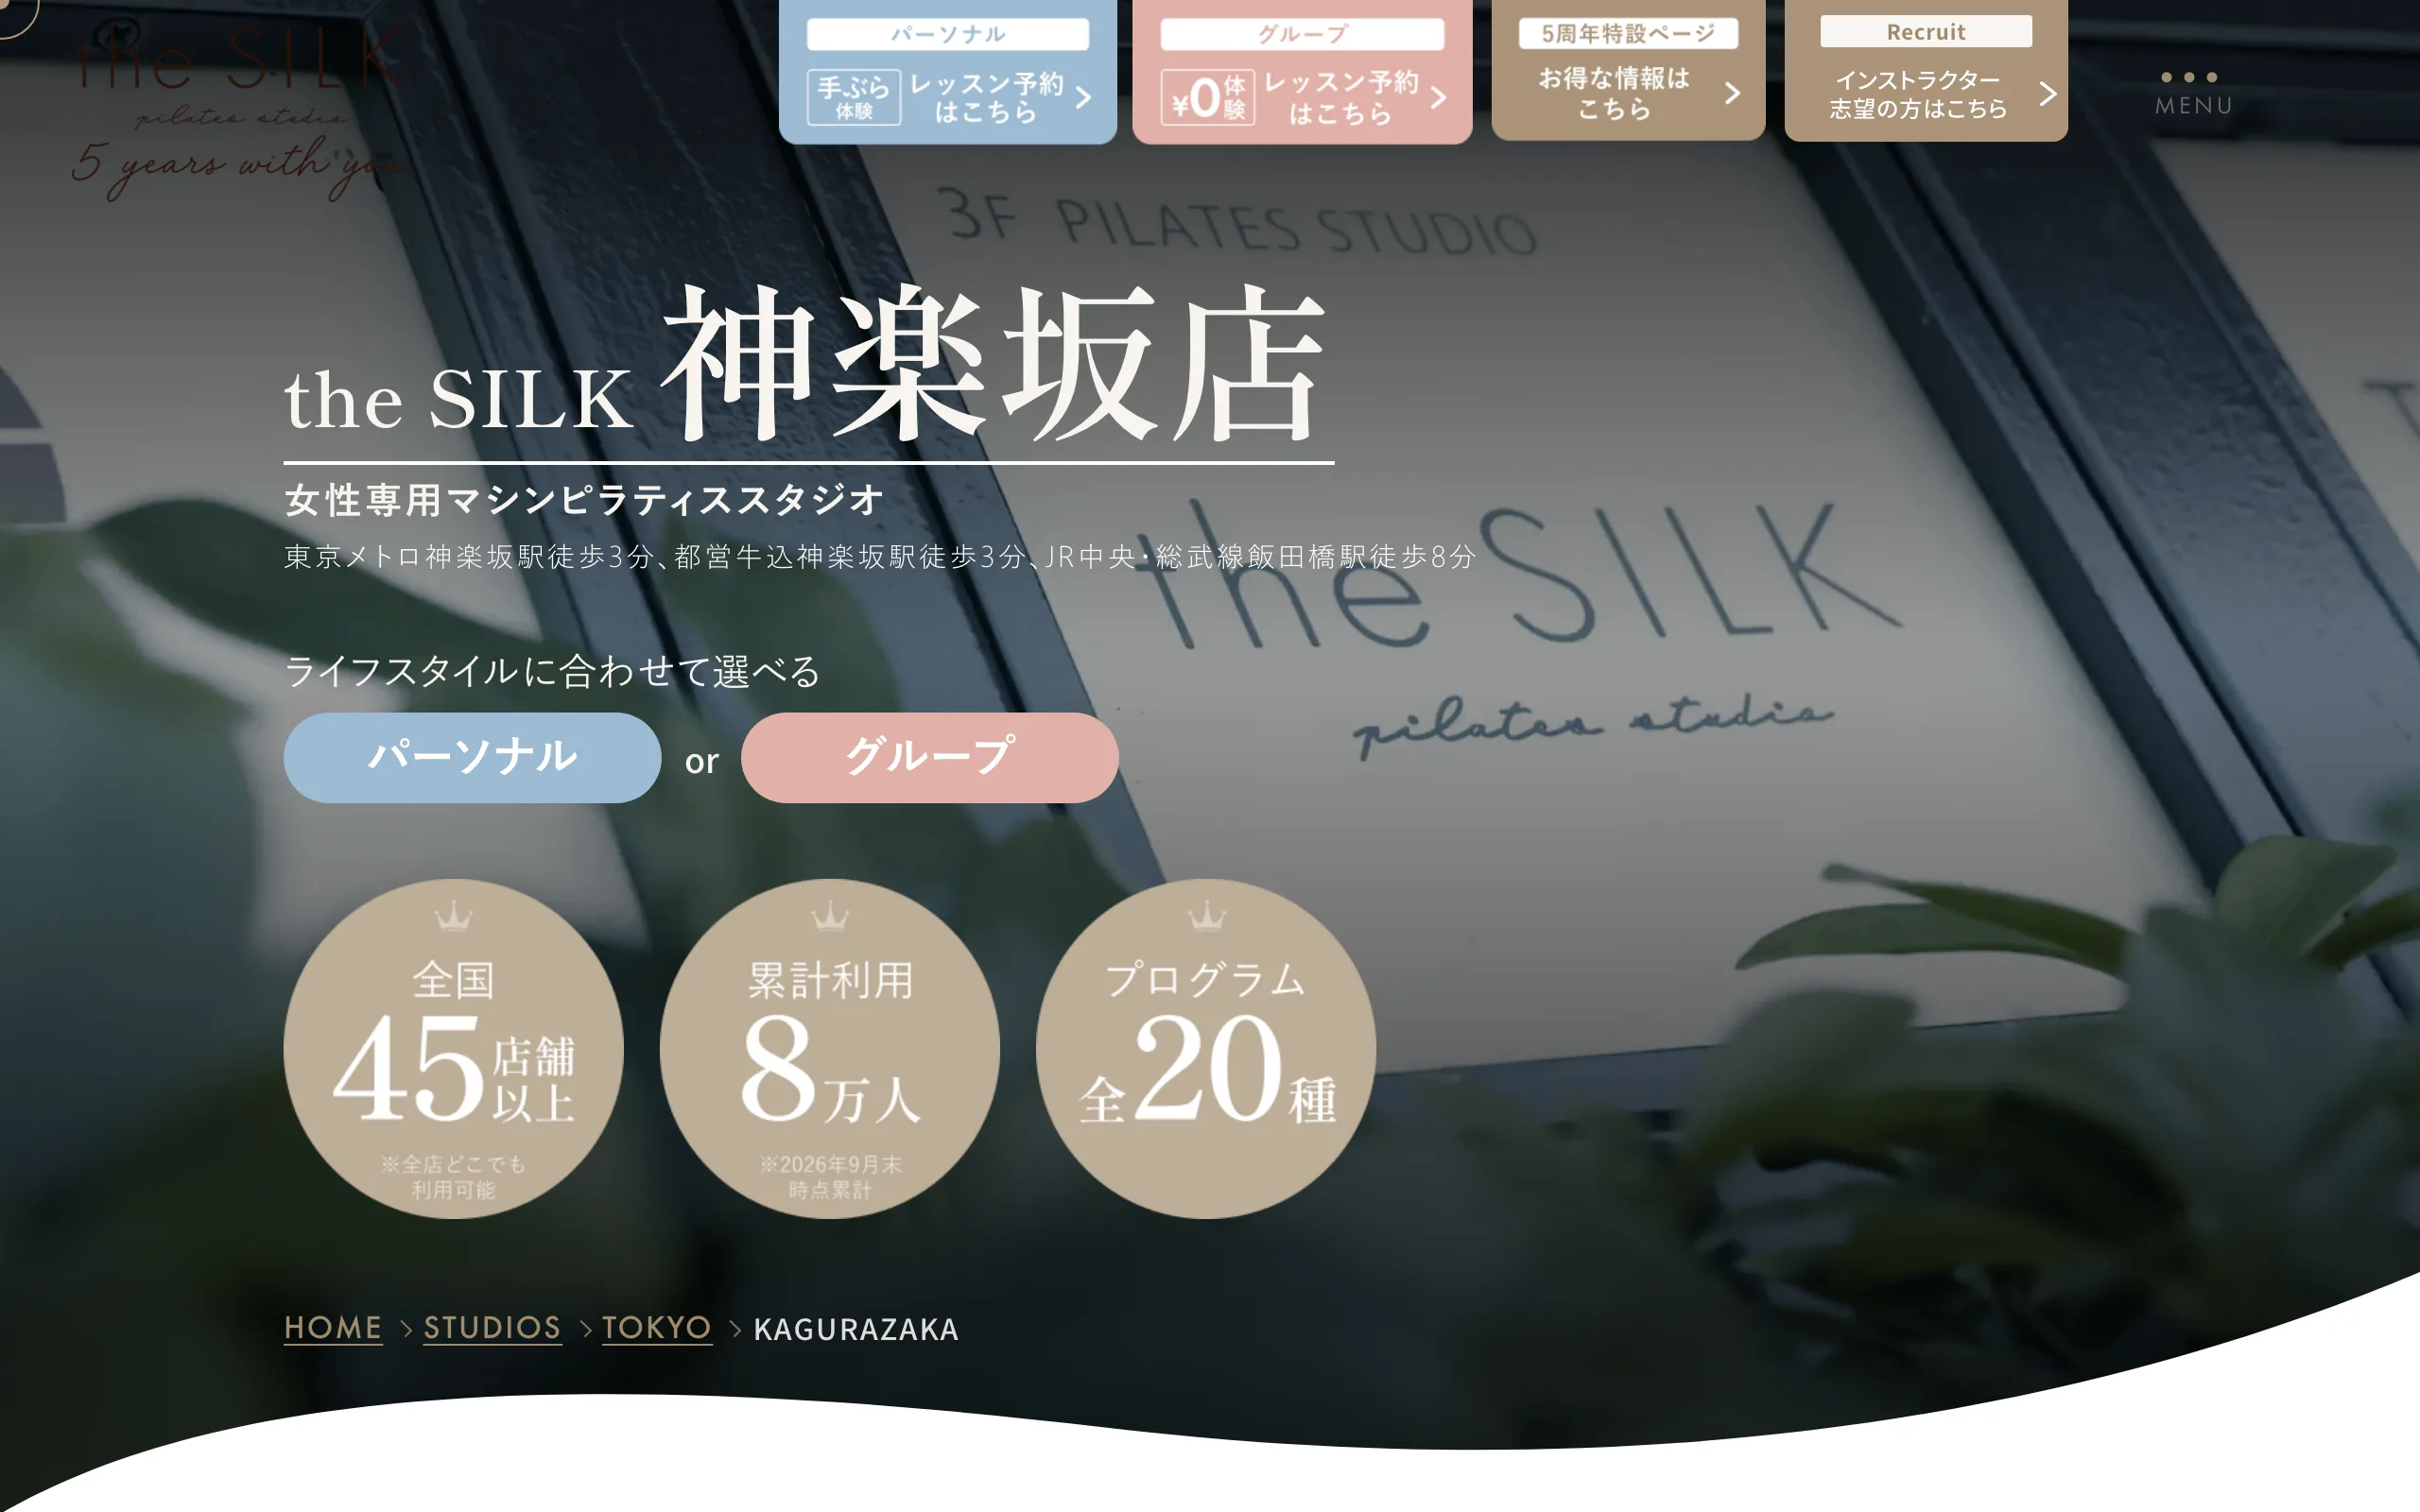 the SILK
pilates studio
5 years with you
パーソナル
手ぶら体験
レッスン予約はこちら
グループ
¥0体験
レッスン予約はこちら
5周年特設ページ
お得な情報は
こちら
Recruit
インストラクター
志望の方はこちら
MENU
3F PILATES STUDIO
the SILK 神楽坂店
女性専用マシンピラティススタジオ
東京メトロ神楽坂駅徒歩3分、都営牛込神楽坂駅徒歩3分、JR中央・総武線飯田橋駅徒歩8分
the SILK
pilates studio
ライフスタイルに合わせて選べる
パーソナル or グループ
全国
45店舗以上
※全店どこでも
利用可能
累計利用
8万人
※2026年9月末
時点累計
プログラム
全20種
HOME > STUDIOS > TOKYO > KAGURAZAKA